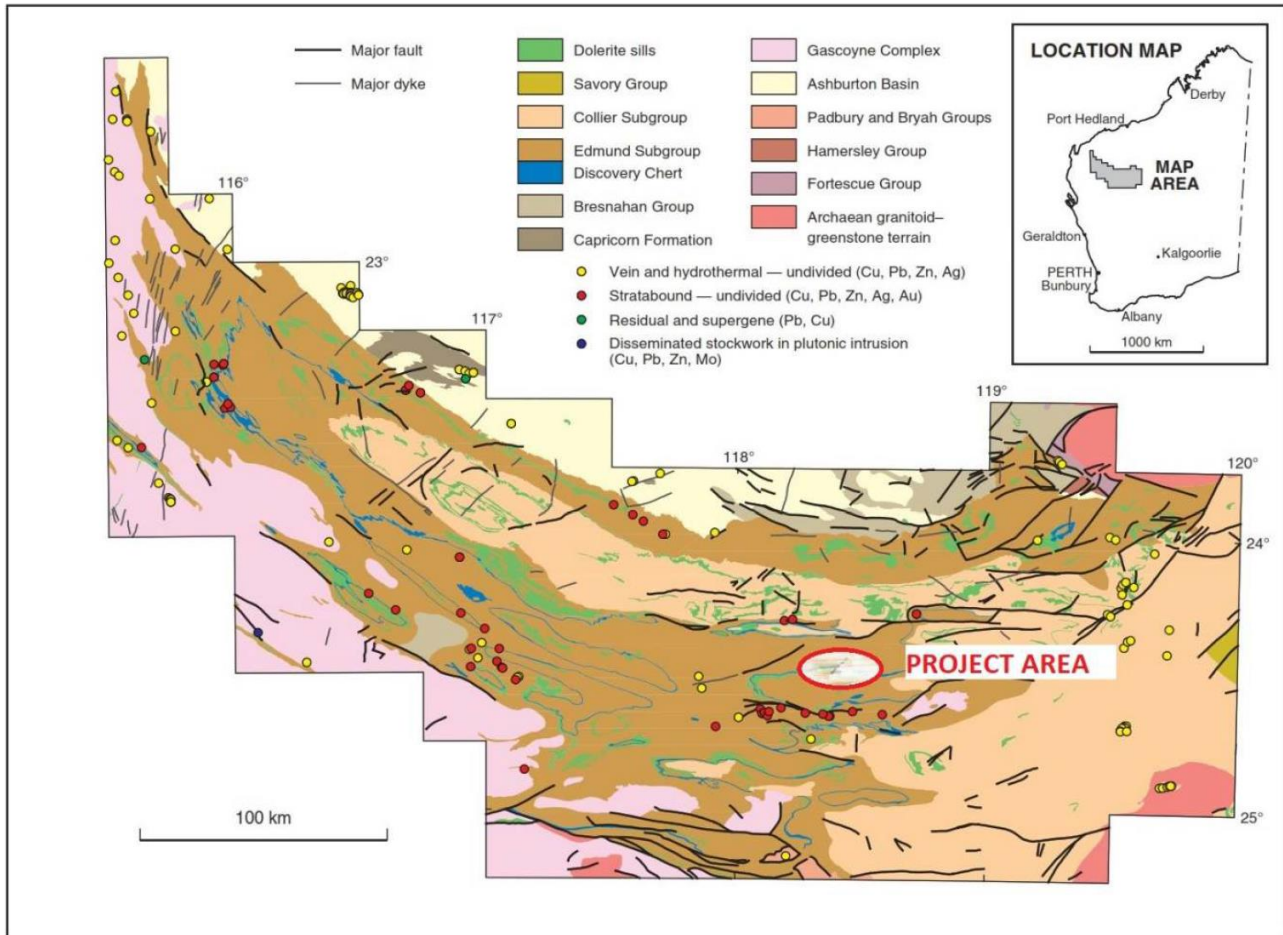 Major fault
Major dyke
Dolerite sills
Savory Group
Collier Subgroup
Edmund Subgroup
Discovery Chert
Bresnahan Group
Capricorn Formation
Gascoyne Complex
Ashburton Basin
Padbury and Bryah Groups
Hamersley Group
Fortescue Group
Archaean granitoid–
greenstone terrain
Vein and hydrothermal — undivided (Cu, Pb, Zn, Ag)
Stratabound — undivided (Cu, Pb, Zn, Ag, Au)
Residual and supergene (Pb, Cu)
Disseminated stockwork in plutonic intrusion
(Cu, Pb, Zn, Mo)
LOCATION MAP
Derby
Port Hedland
MAP
AREA
Geraldton
Kalgoorlie
PERTH
Bunbury
Albany
1000 km
116°
23°
117°
118°
119°
120°
24°
25°
PROJECT AREA
100 km